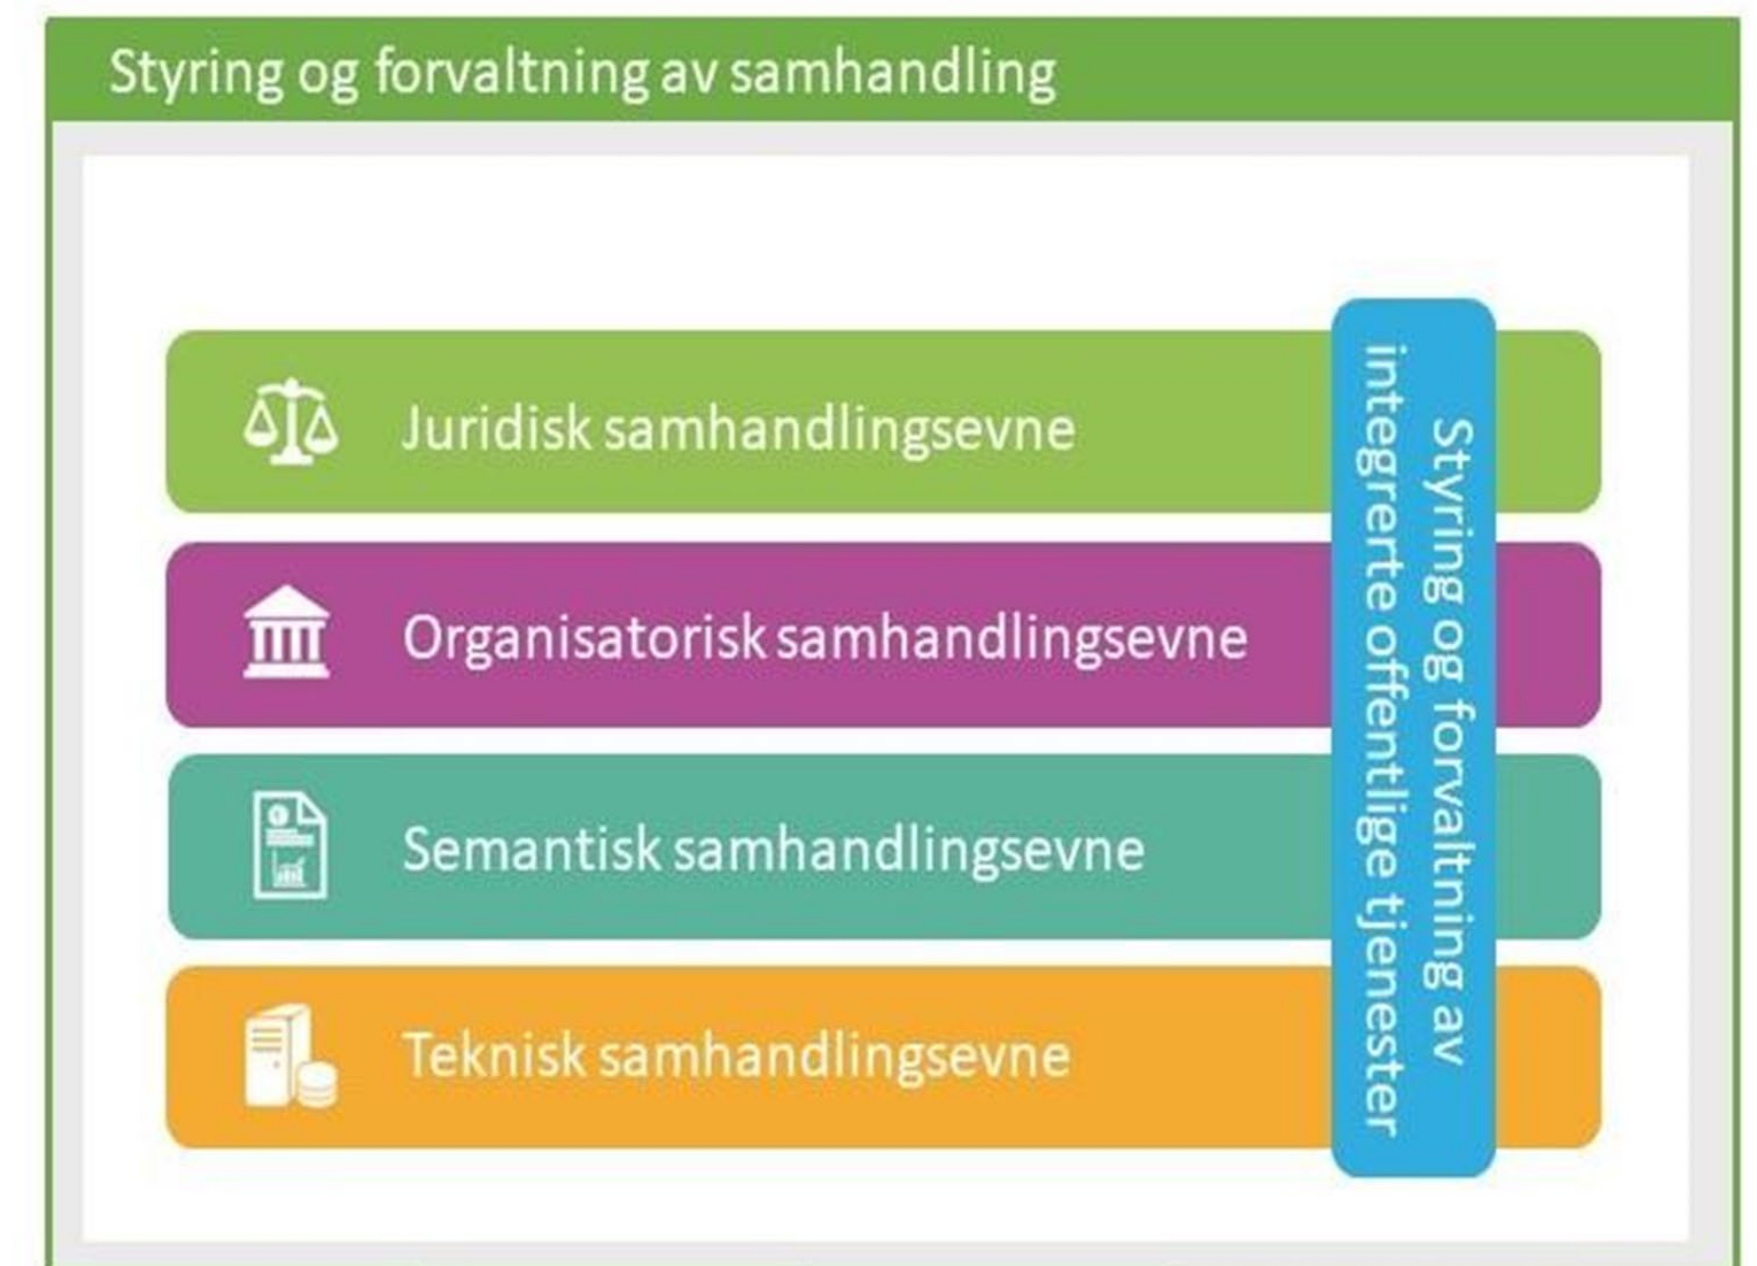 Styring og forvaltning av samhandling
Juridisk samhandlingsevne
Organisatorisk samhandlingsevne
Semantisk samhandlingsevne
Teknisk samhandlingsevne
Styring og forvaltning av
integrerte offentlige tjenester